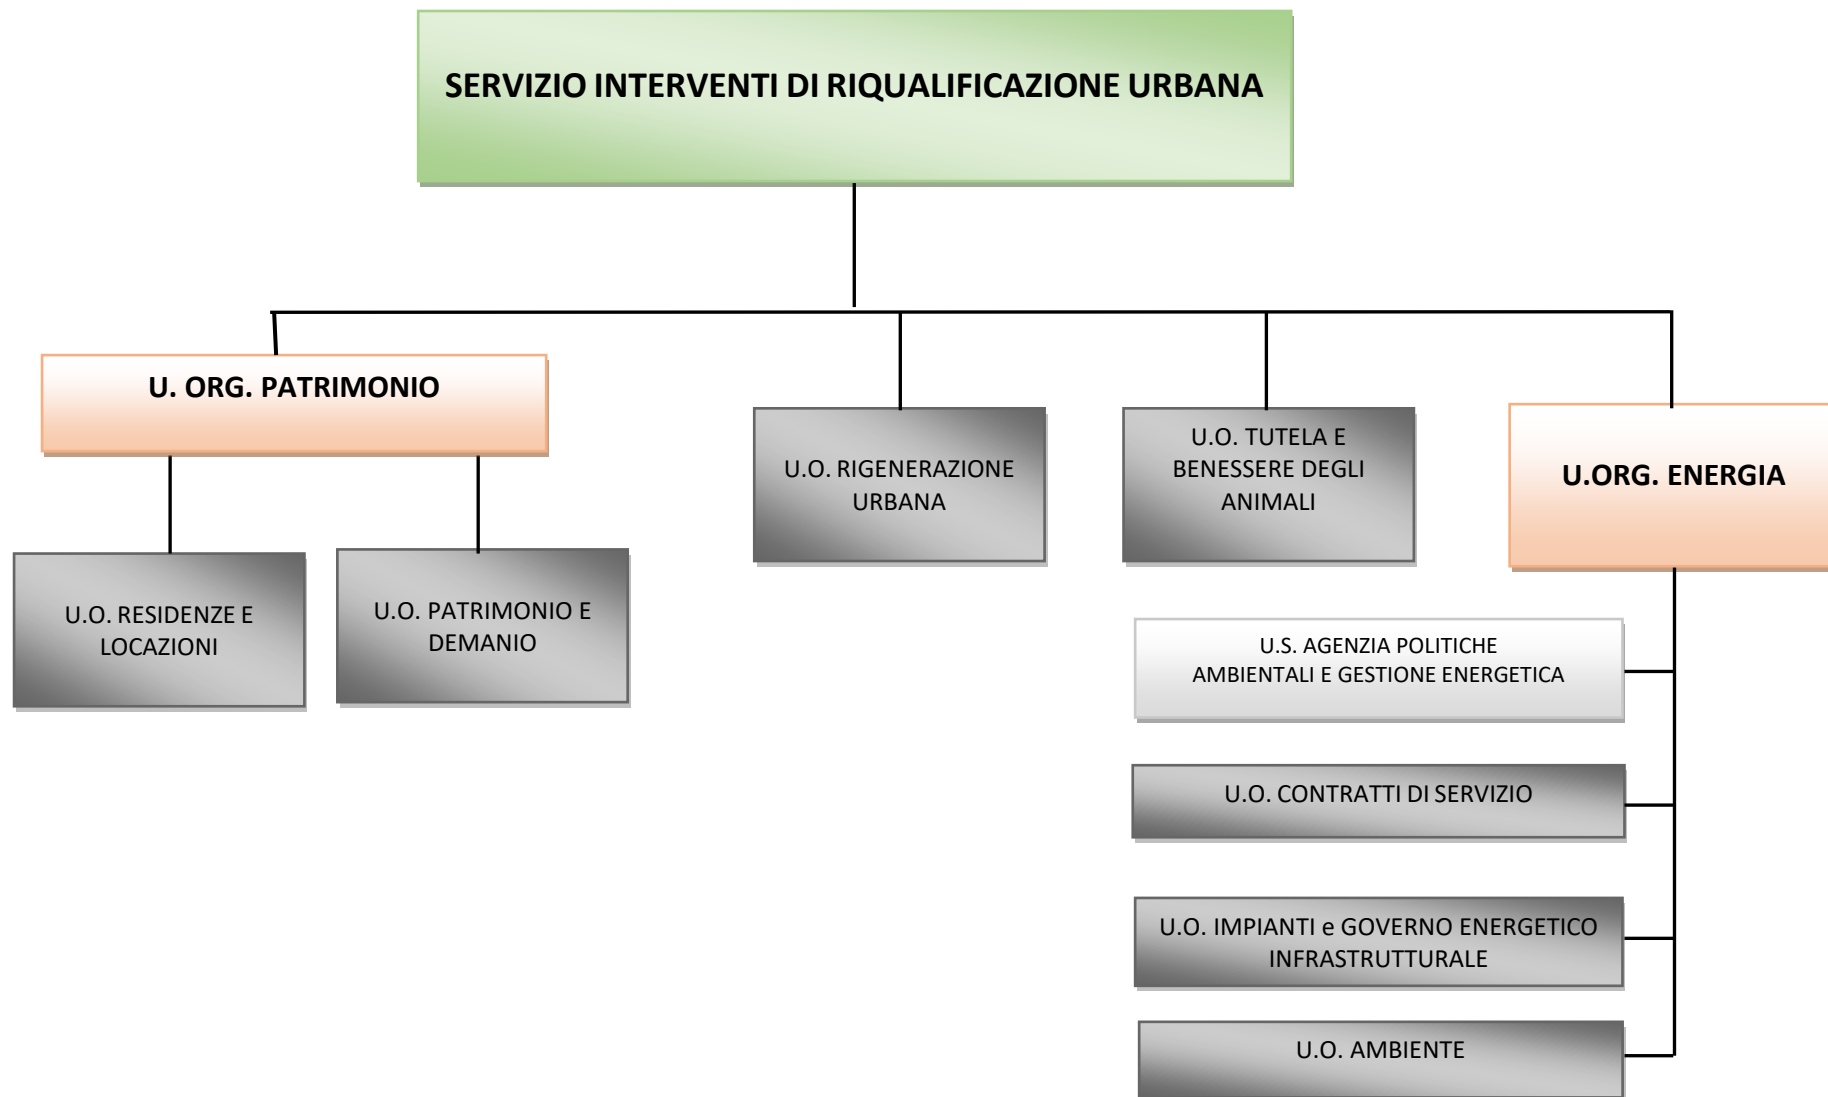 SERVIZIO INTERVENTI DI RIQUALIFICAZIONE URBANA
U. ORG. PATRIMONIO
U.O. RIGENERAZIONE
URBANA
U.O. TUTELA E
BENESSERE DEGLI
ANIMALI
U.ORG. ENERGIA
U.O. RESIDENZE E
LOCAZIONI
U.O. PATRIMONIO E
DEMANIO
U.S. AGENZIA POLITICHE
AMBIENTALI E GESTIONE ENERGETICA
U.O. CONTRATTI DI SERVIZIO
U.O. IMPIANTI e GOVERNO ENERGETICO
INFRASTRUTTURALE
U.O. AMBIENTE